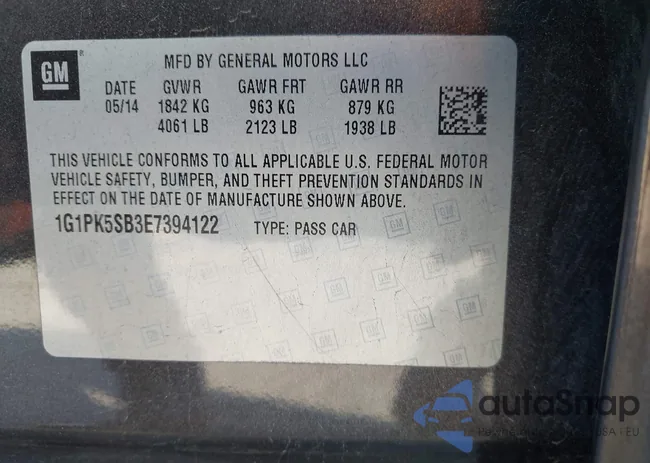 GM ®
MFD BY GENERAL MOTORS LLC
DATE GVWR GAWR FRT GAWR RR
05/14 1842 KG 963 KG 879 KG
4061 LB 2123 LB 1938 LB
THIS VEHICLE CONFORMS TO ALL APPLICABLE U.S. FEDERAL MOTOR
VEHICLE SAFETY, BUMPER, AND THEFT PREVENTION STANDARDS IN
EFFECT ON THE DATE OF MANUFACTURE SHOWN ABOVE.
1G1PK5SB3E7394122 TYPE: PASS CAR
autoSnap